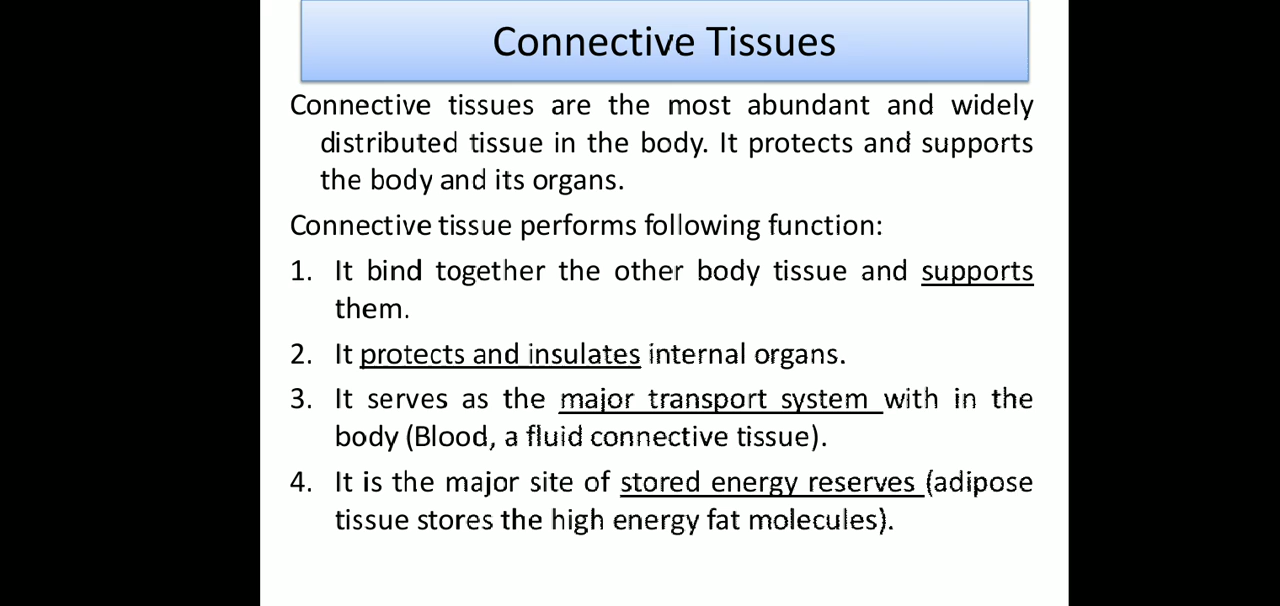 Connective Tissues
Connective tissues are the most abundant and widely
distributed tissue in the body. It protects and supports
the body and its organs.
Connective tissue performs following function:
1. It bind together the other body tissue and supports
them.
2. It protects and insulates internal organs.
3. It serves as the major transport system with in the
body (Blood, a fluid connective tissue).
4. It is the major site of stored energy reserves (adipose
tissue stores the high energy fat molecules).